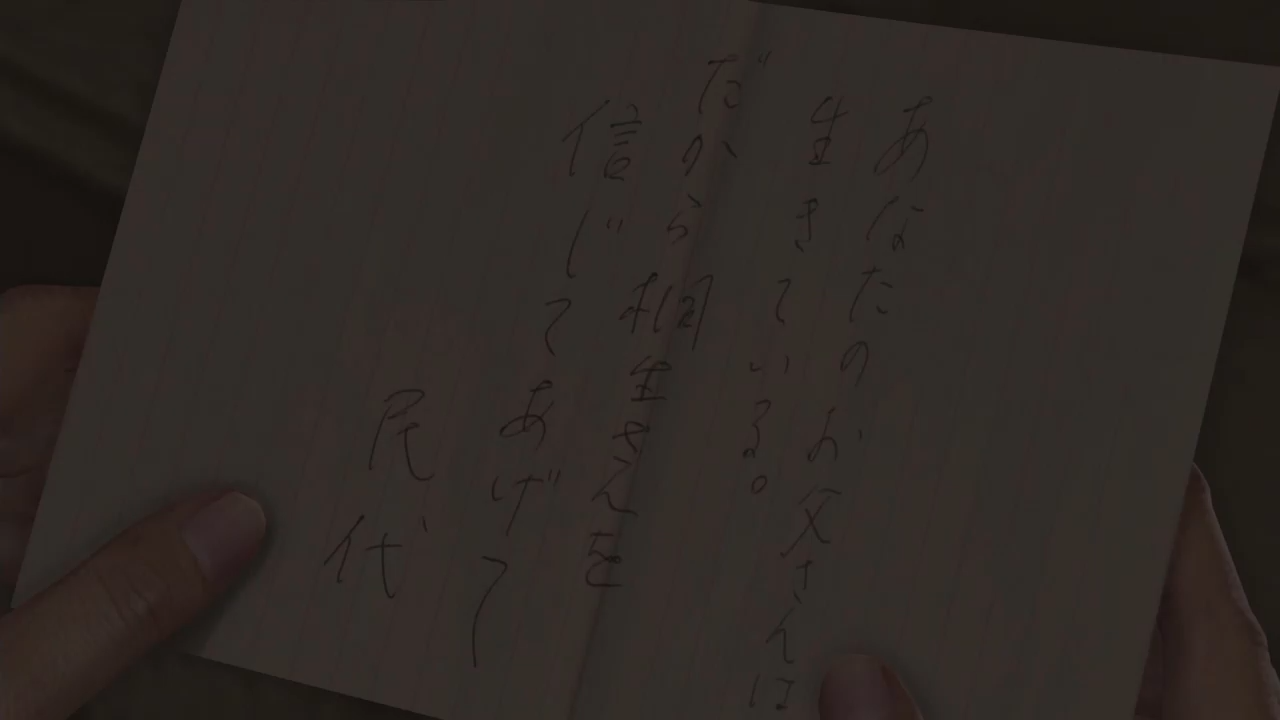 あなたのお父さんは
生きている。
だから相生さんを
信じてあげて
民代